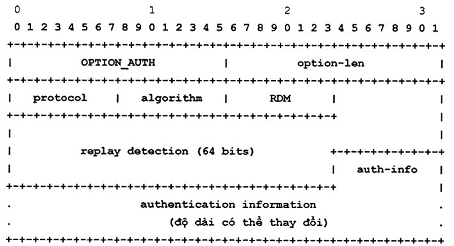 0                   1                   2                   3
0 1 2 3 4 5 6 7 8 9 0 1 2 3 4 5 6 7 8 9 0 1 2 3 4 5 6 7 8 9 0 1
+-+-+-+-+-+-+-+-+-+-+-+-+-+-+-+-+-+-+-+-+-+-+-+-+-+-+-+-+-+-+-+-+
| OPTION_AUTH | option-len |
+-+-+-+-+-+-+-+-+-+-+-+-+-+-+-+-+-+-+-+-+-+-+-+-+-+-+-+-+-+-+-+-+
| protocol | algorithm | RDM | |
+-+-+-+-+-+-+-+-+-+-+-+-+-+-+-+-+-+-+-+-+-+-+-+-+ |
| |
| replay detection (64 bits) +-+-+-+-+-+-+-+-+
| | auth-info |
+-+-+-+-+-+-+-+-+-+-+-+-+-+-+-+-+-+-+-+-+-+-+-+-+ |
. authentication information .
. (độ dài có thể thay đổi) .
+-+-+-+-+-+-+-+-+-+-+-+-+-+-+-+-+-+-+-+-+-+-+-+-+-+-+-+-+-+-+-+-+